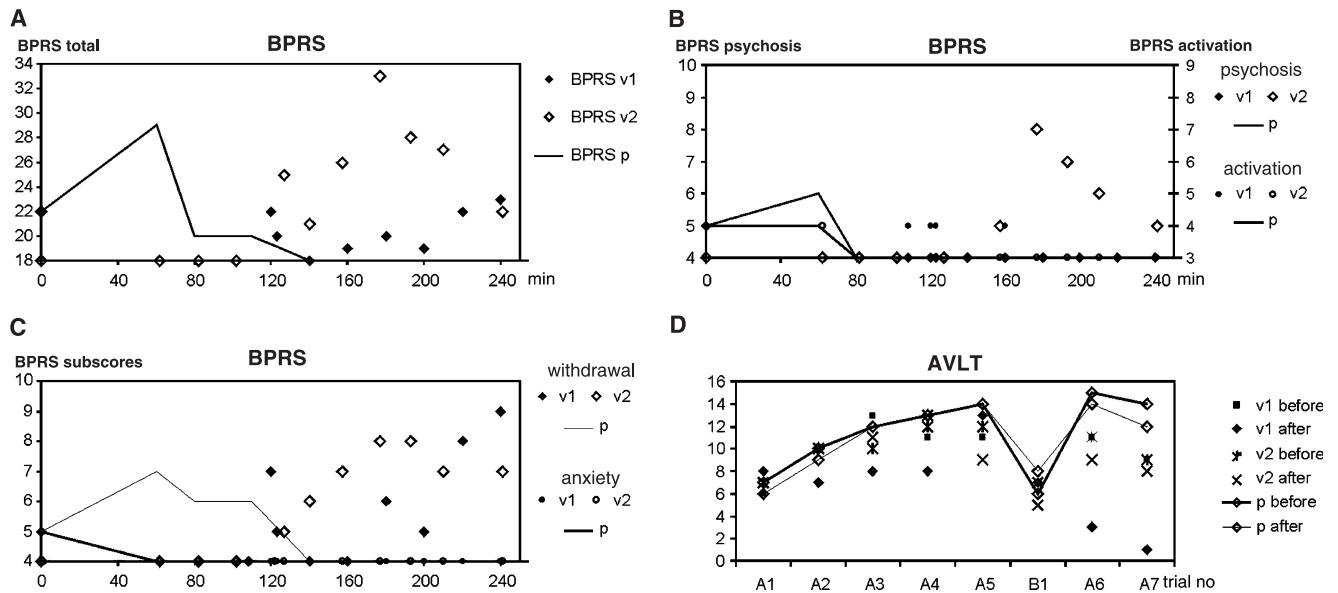 A
BPRS total
BPRS
34
32
30
28
26
24
22
20
18
0 40 80 120 160 200 240 min
BPRS v1
BPRS v2
BPRS p
B
BPRS psychosis
BPRS
BPRS activation
10
9
8
7
6
5
4
9
8
7
6
5
4
3
0 40 80 120 160 200 240 min
psychosis
v1 v2
p
activation
v1 v2
p
C
BPRS subscores
BPRS
10
9
8
7
6
5
4
0 40 80 120 160 200 240 min
withdrawal
v1 v2
p
anxiety
v1 v2
p
D
AVLT
16
14
12
10
8
6
4
2
0
A1 A2 A3 A4 A5 B1 A6 A7 trial no
v1 before
v1 after
v2 before
v2 after
p before
p after